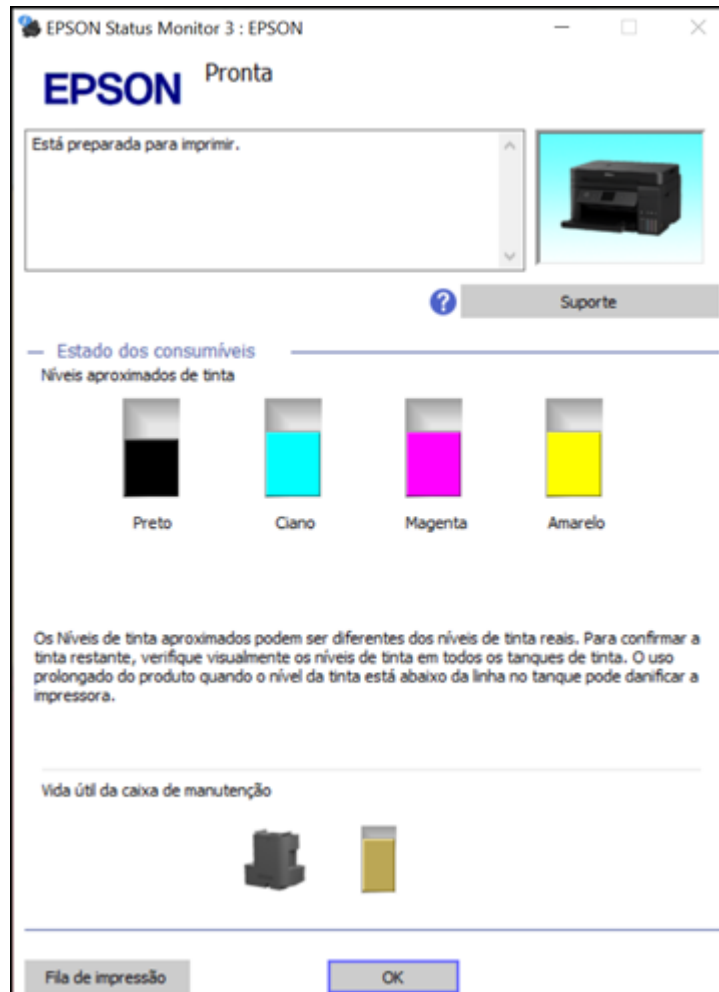 EPSON Status Monitor 3 : EPSON
EPSON
Pronta
Está preparada para imprimir.
? Suporte
Estado dos consumíveis
Níveis aproximados de tinta
Preto Ciano Magenta Amarelo
Os Níveis de tinta aproximados podem ser diferentes dos níveis de tinta reais. Para confirmar a
tinta restante, verifique visualmente os níveis de tinta em todos os tanques de tinta. O uso
prolongado do produto quando o nível da tinta está abaixo da linha no tanque pode danificar a
impressora.
Vida útil da caixa de manutenção
Fila de impressão OK